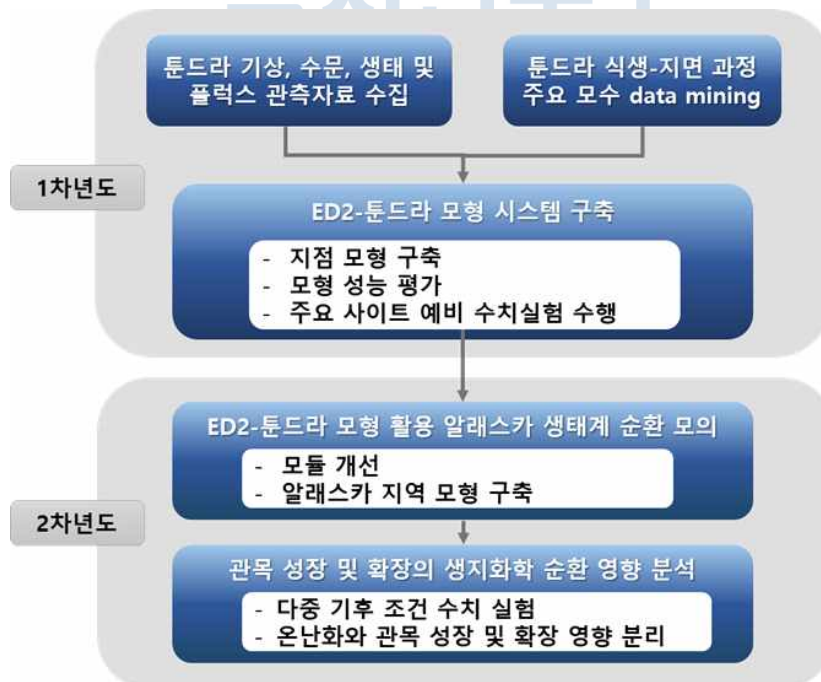 툰드라 기상, 수문, 생태 및
플럭스 관측자료 수집
툰드라 식생-지면 과정
주요 모수 data mining
1차년도
ED2-툰드라 모형 시스템 구축
- 지점 모형 구축
- 모형 성능 평가
- 주요 사이트 예비 수치실험 수행
ED2-툰드라 모형 활용 알래스카 생태계 순환 모의
- 모듈 개선
- 알래스카 지역 모형 구축
2차년도
관목 성장 및 확장의 생지화학 순환 영향 분석
- 다중 기후 조건 수치 실험
- 온난화와 관목 성장 및 확장 영향 분리